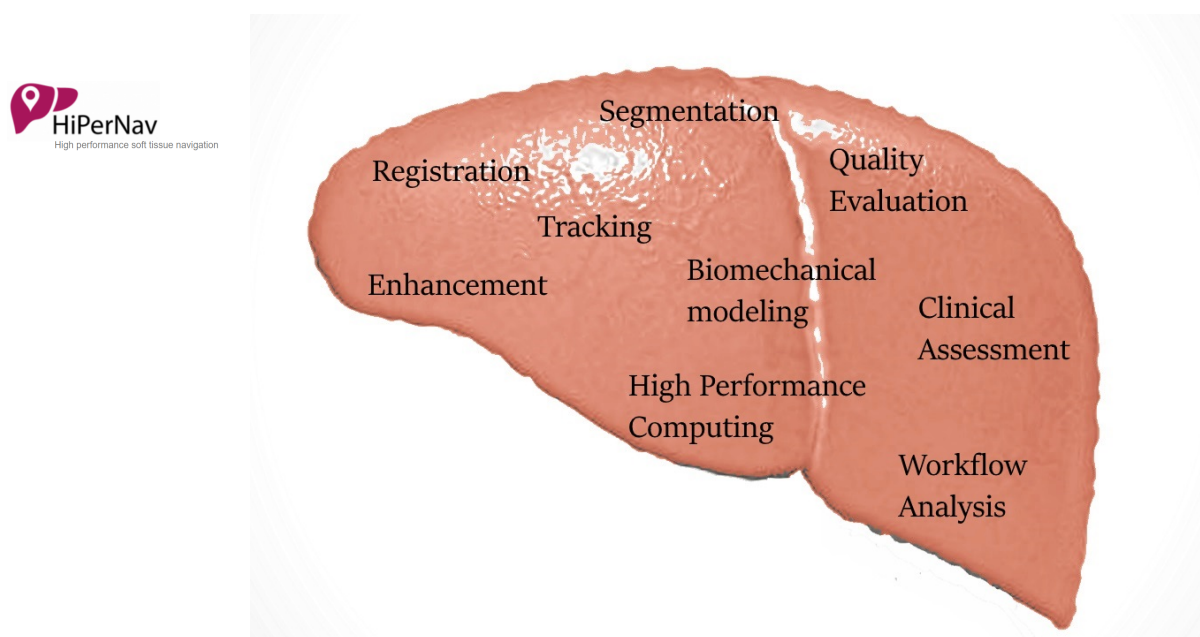 HiPerNav
High performance soft tissue navigation
Segmentation
Registration
Quality
Evaluation
Tracking
Enhancement
Biomechanical
modeling
Clinical
Assessment
High Performance
Computing
Workflow
Analysis